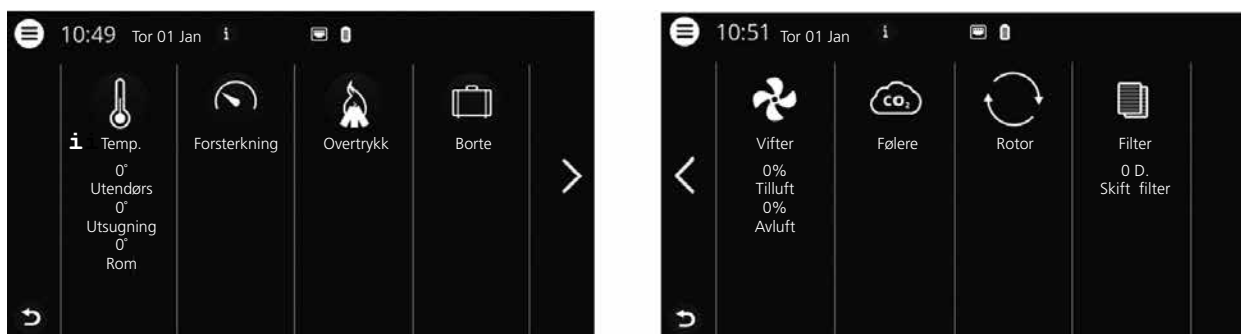 10:49 Tor 01 Jan i
i i Temp.
0°
Utendørs
0°
Utsugning
0°
Rom
Forsterkning
Overtrykk
Borte
10:51 Tor 01 Jan i
Vifter
0%
Tilluft
0%
Avluft
CO₂
Følere
Rotor
Filter
0 D.
Skift filter